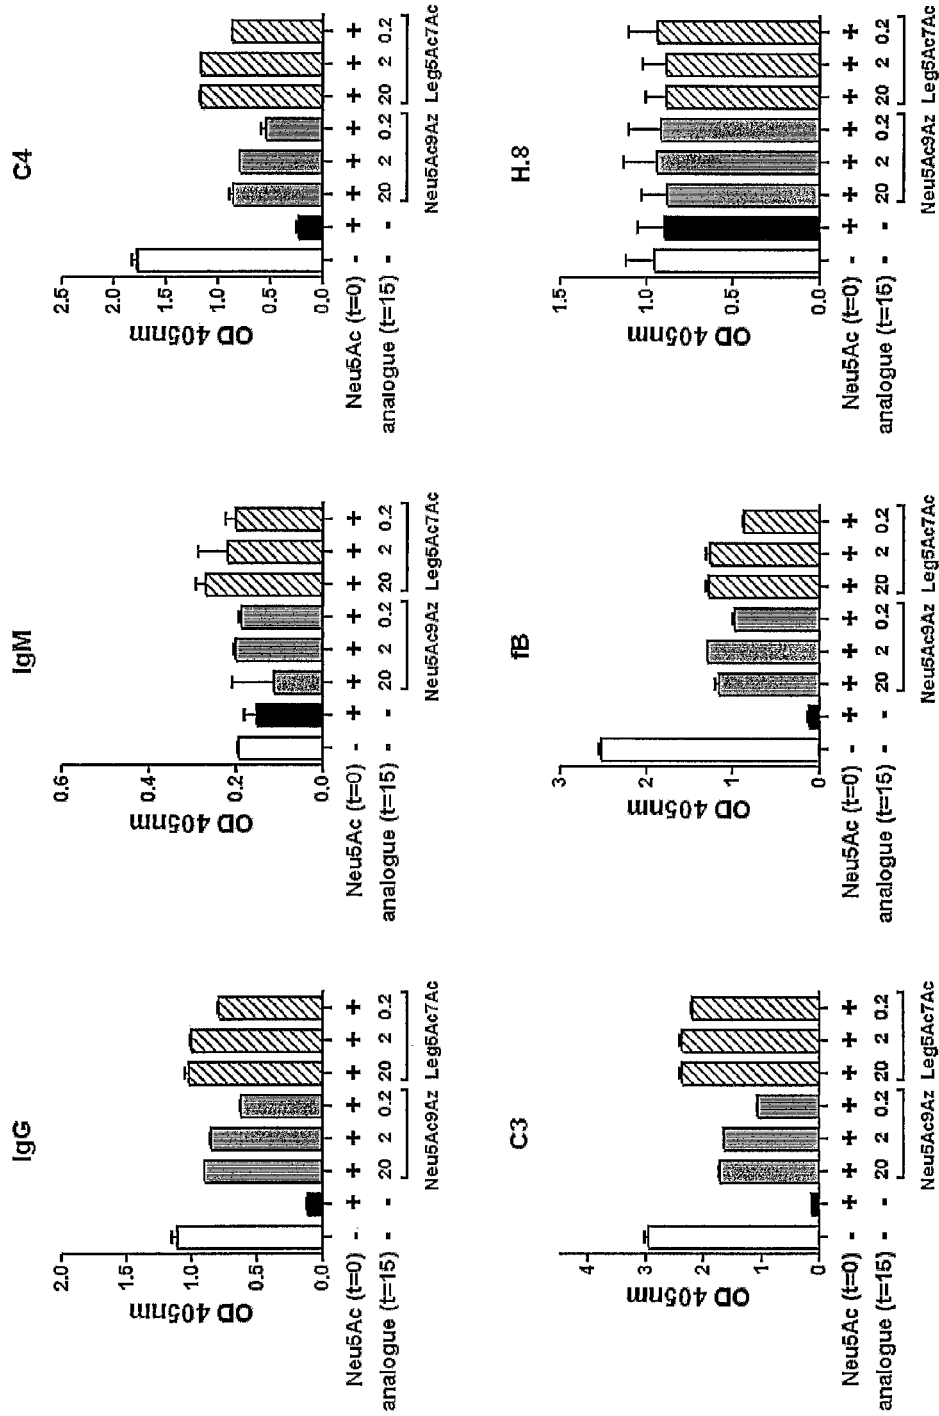 IgG
OD 405nm
2.0
1.5
1.0
0.5
0.0
Neu5Ac (t=0) - + + + + + + +
analogue (t=15) - - 20 2 0.2 20 2 0.2
Neu5Ac9Az Leg5Ac7Ac
IgM
OD 405nm
0.6
0.4
0.2
0.0
Neu5Ac (t=0) - + + + + + + +
analogue (t=15) - - 20 2 0.2 20 2 0.2
Neu5Ac9Az Leg5Ac7Ac
C4
OD 405nm
2.5
2.0
1.5
1.0
0.5
0.0
Neu5Ac (t=0) - + + + + + + +
analogue (t=15) - - 20 2 0.2 20 2 0.2
Neu5Ac9Az Leg5Ac7Ac
C3
OD 405nm
4
3
2
1
0
Neu5Ac (t=0) - + + + + + + +
analogue (t=15) - - 20 2 0.2 20 2 0.2
Neu5Ac9Az Leg5Ac7Ac
fB
OD 405nm
3
2
1
0
Neu5Ac (t=0) - + + + + + + +
analogue (t=15) - - 20 2 0.2 20 2 0.2
Neu5Ac9Az Leg5Ac7Ac
H.8
OD 405nm
1.5
1.0
0.5
0.0
Neu5Ac (t=0) - + + + + + + +
analogue (t=15) - - 20 2 0.2 20 2 0.2
Neu5Ac9Az Leg5Ac7Ac